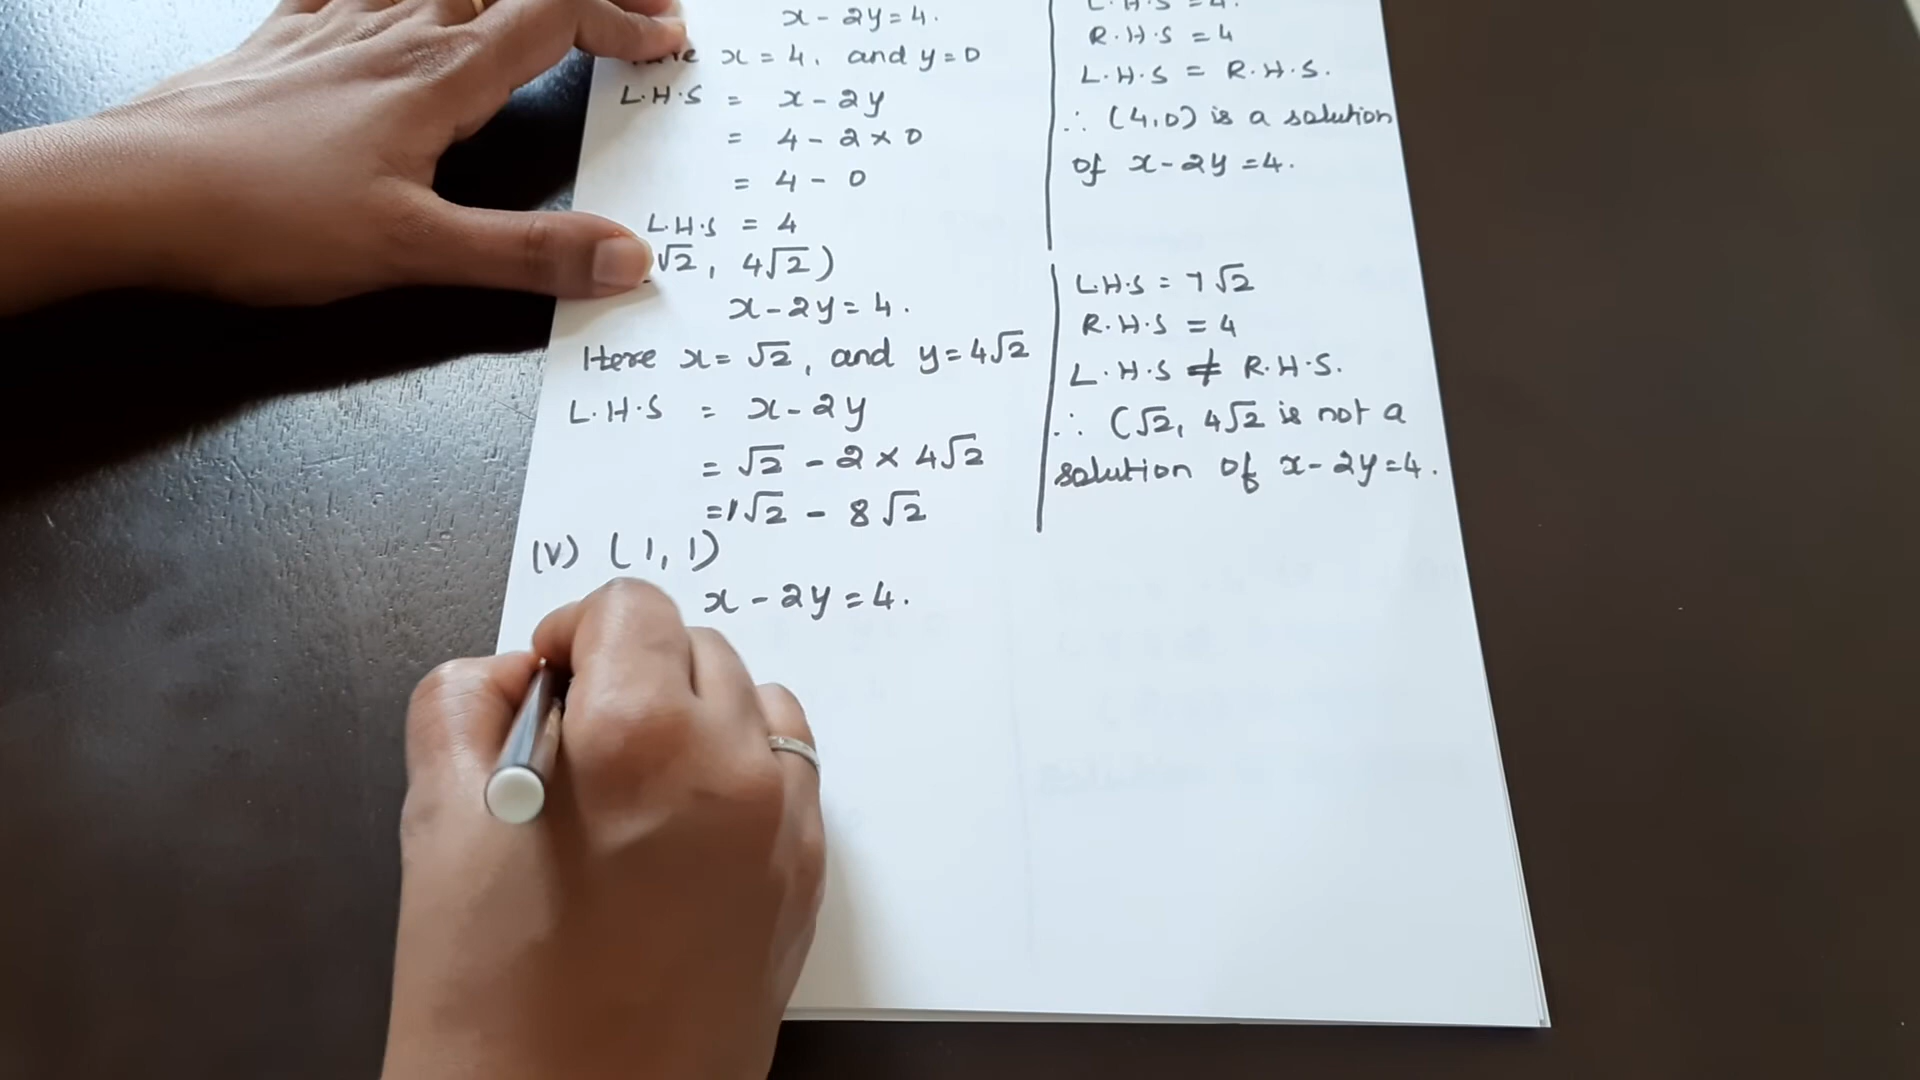 x - 2y = 4.
x = 4, and y = 0
L.H.S = x - 2y
= 4 - 2 × 0
= 4 - 0
L.H.S = 4
L.H.S = 4.
R.H.S = 4
L.H.S = R.H.S.
∴ (4,0) is a solution
of x - 2y = 4.
√2, 4√2)
x - 2y = 4.
Here x = √2, and y = 4√2
L.H.S = x - 2y
= √2 - 2 × 4√2
= 1√2 - 8√2
L.H.S = 7√2
R.H.S = 4
L.H.S ≠ R.H.S.
∴ (√2, 4√2 is not a
solution of x - 2y = 4.
(V) (1, 1)
x - 2y = 4.